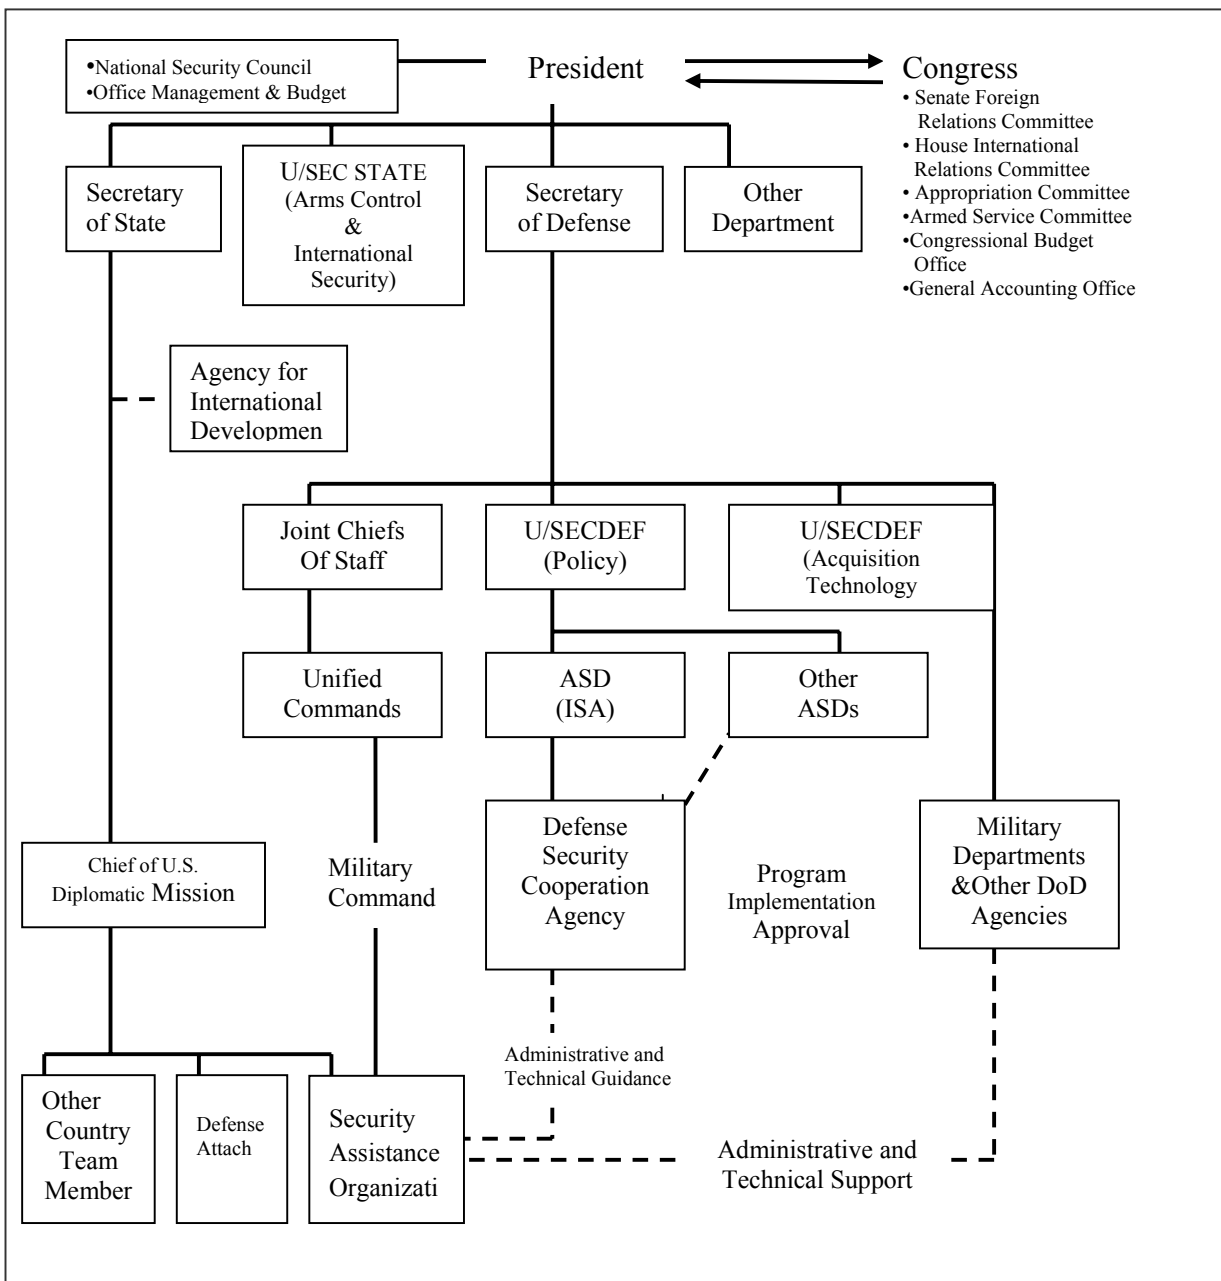 •National Security Council
•Office Management & Budget
President
Congress
• Senate Foreign
Relations Committee
• House International
Relations Committee
• Appropriation Committee
•Armed Service Committee
•Congressional Budget
Office
•General Accounting Office
Secretary
of State
U/SEC STATE
(Arms Control
&
International
Security)
Secretary
of Defense
Other
Department
Agency for
International
Developmen
Joint Chiefs
Of Staff
U/SECDEF
(Policy)
U/SECDEF
(Acquisition
Technology
Unified
Commands
ASD
(ISA)
Other
ASDs
Chief of U.S.
Diplomatic Mission
Military
Command
Defense
Security
Cooperation
Agency
Program
Implementation
Approval
Military
Departments
&Other DoD
Agencies
Administrative and
Technical Guidance
Other
Country
Team
Member
Defense
Attach
Security
Assistance
Organizati
Administrative and
Technical Support